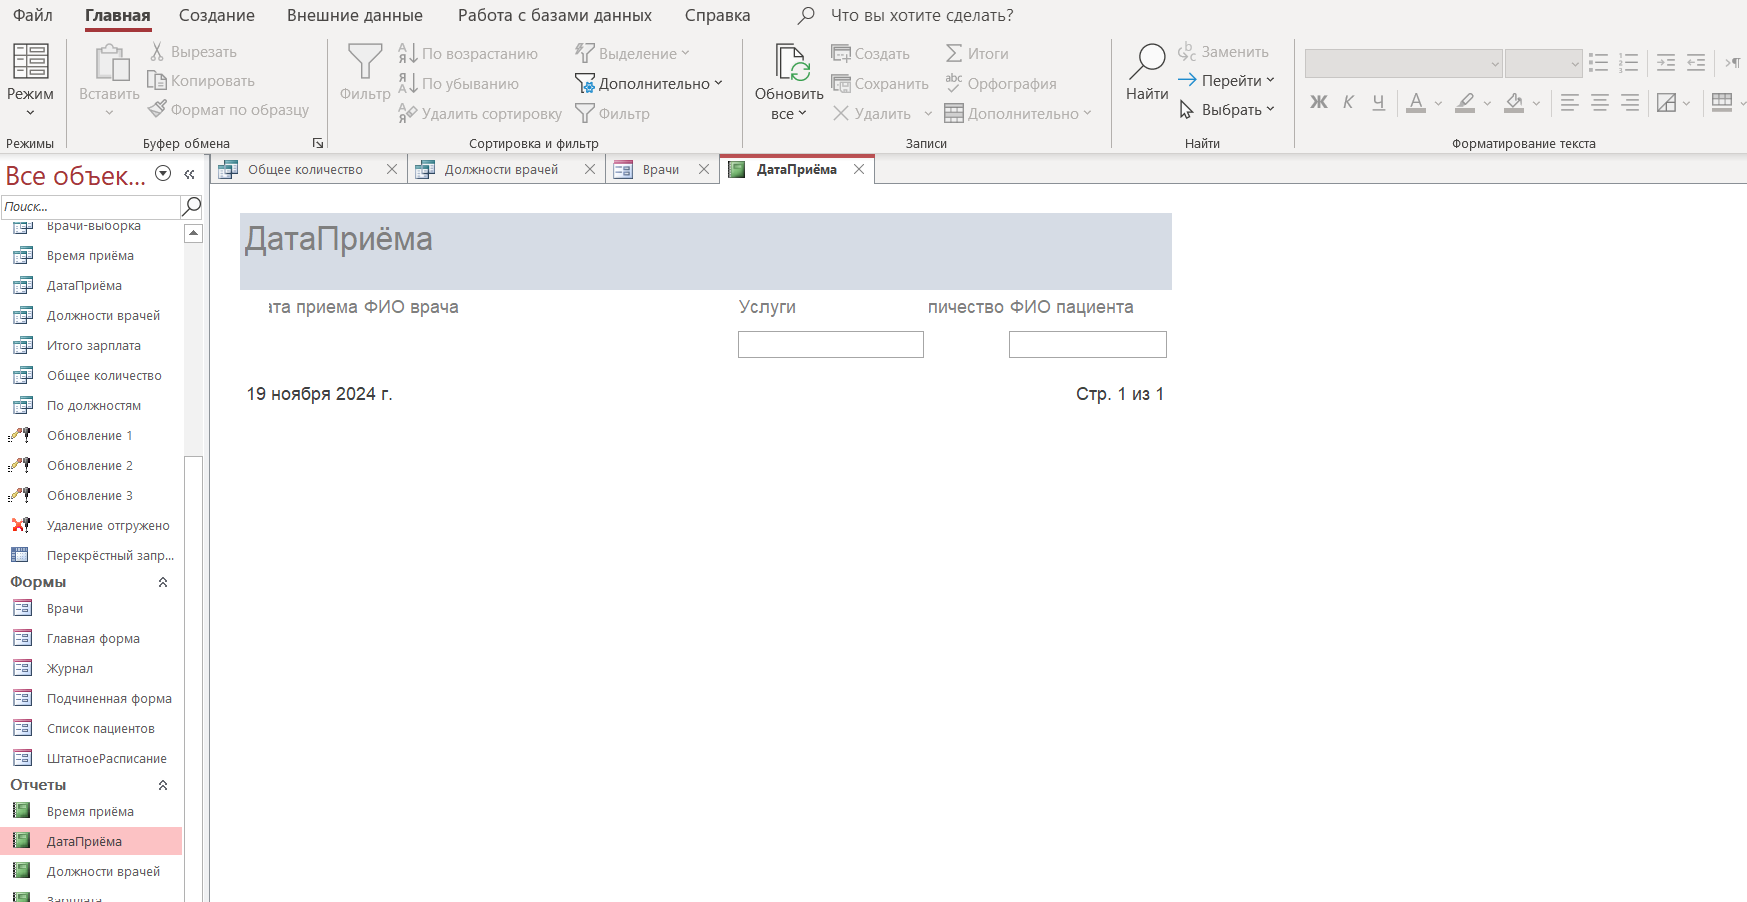 Файл Главная Создание Внешние данные Работа с базами данных Справка Что вы хотите сделать?
Режим
Режимы
Вставить
Вырезать
Копировать
Формат по образцу
Буфер обмена
Фильтр
По возрастанию
По убыванию
Удалить сортировку
Выделение
Дополнительно
Фильтр
Сортировка и фильтр
Обновить
все
Создать
Сохранить
Удалить
Итоги
Орфография
Дополнительно
Записи
Найти
Заменить
Перейти
Выбрать
Найти
Ж К Ч А
Форматирование текста
Все объек...
Поиск...
Врачи-выборка
Время приёма
ДатаПриёма
Должности врачей
Итого зарплата
Общее количество
По должностям
Обновление 1
Обновление 2
Обновление 3
Удаление отгружено
Перекрёстный запр...
Формы
Врачи
Главная форма
Журнал
Подчиненная форма
Список пациентов
ШтатноеРасписание
Отчеты
Время приёма
ДатаПриёма
Должности врачей
Зарплата
Общее количество Должности врачей Врачи ДатаПриёма
ДатаПриёма
ата приема ФИО врача Услуги личество ФИО пациента
19 ноября 2024 г. Стр. 1 из 1